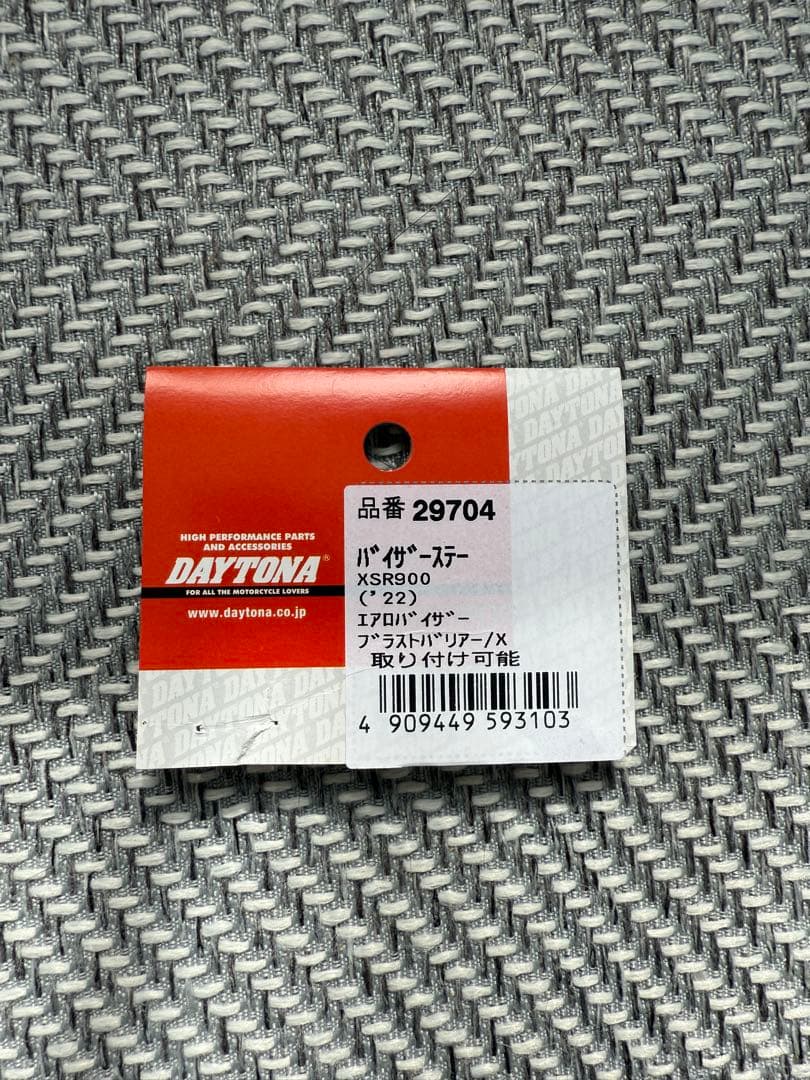 HIGH PERFORMANCE PARTS
AND ACCESSORIES
DAYTONA®
FOR ALL THE MOTORCYCLE LOVERS
www.daytona.co.jp
品番 29704
ﾊﾞｲｻﾞｰｽﾃｰ
XSR900
(’22)
ｴｱﾛﾊﾞｲｻﾞｰ
ﾌﾞﾗｽﾄﾊﾞﾘｱｰ/X
取り付け可能
4 909449 593103
DAYTONA DAYTONA